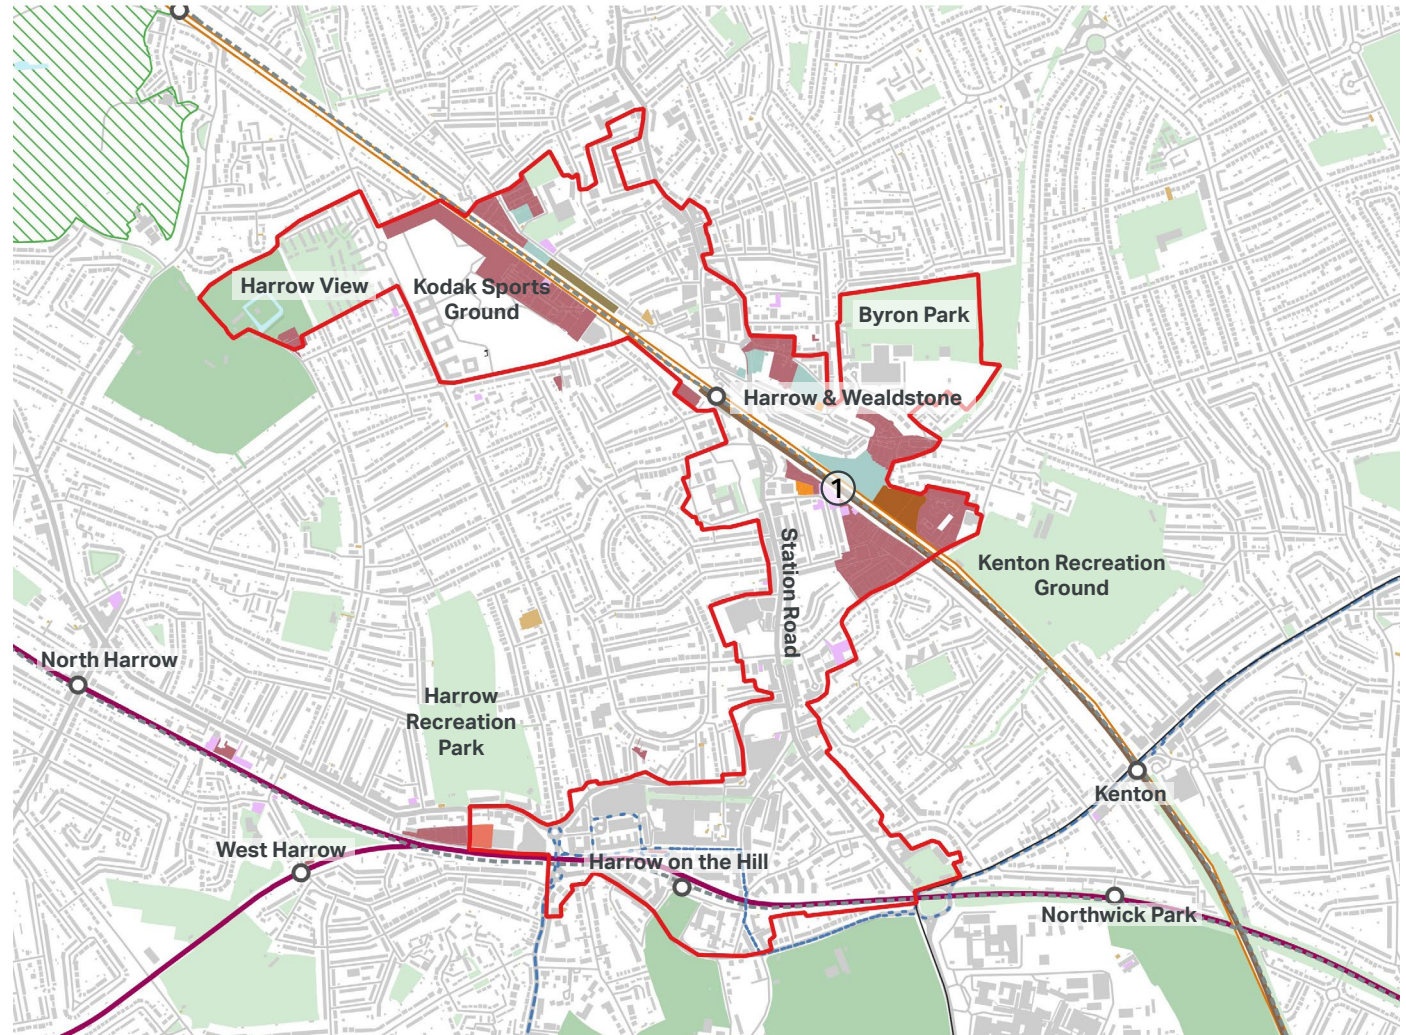 Harrow View
Kodak Sports
Ground
Byron Park
Harrow & Wealdstone
1
Station Road
Kenton Recreation
Ground
North Harrow
Harrow
Recreation
Park
Kenton
West Harrow
Harrow on the Hill
Northwick Park